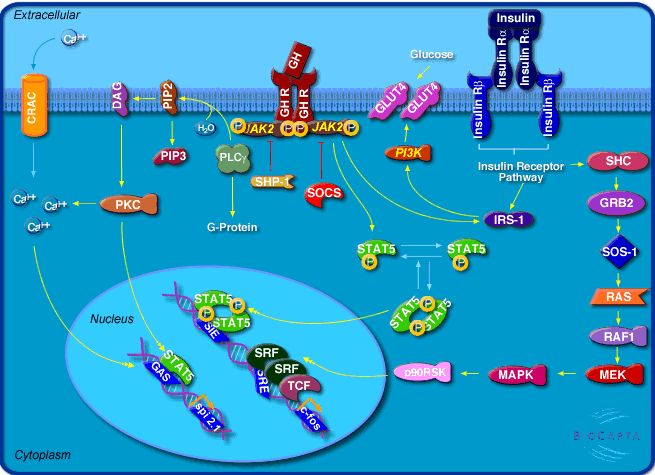 Extracellular
Ca++
CRAC
DAG
PIP2
H2O
PIP3
PLCγ
GH
GH R
GH R
P
JAK2
P
P
JAK2
P
SHP-1
SOCS
G-Protein
Glucose
GLUT4
GLUT4
PI3K
Insulin
Insulin Rα
Insulin Rα
Insulin Rβ
Insulin Rβ
Insulin Receptor
Pathway
IRS-1
SHC
GRB2
SOS-1
RAS
RAF1
MEK
MAPK
p90RSK
Ca++
Ca++
Ca++
PKC
STAT5
P
STAT5
P
STAT5
P
STAT5
P
Nucleus
STAT5
P
P
STAT5
SIE
SRF
SRF
TCF
SRE
c-fos
STAT5
GAS
spi 2.1
Cytoplasm
BIOCARTA